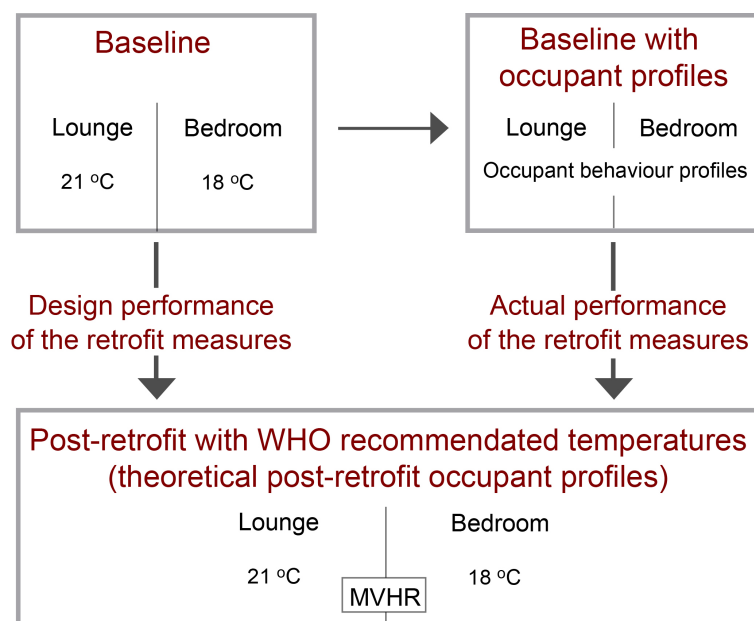 Baseline
Lounge Bedroom
21 °C 18 °C
Baseline with
occupant profiles
Lounge Bedroom
Occupant behaviour profiles
Design performance
of the retrofit measures
Actual performance
of the retrofit measures
Post-retrofit with WHO recommendated temperatures
(theoretical post-retrofit occupant profiles)
Lounge Bedroom
21 °C 18 °C
MVHR